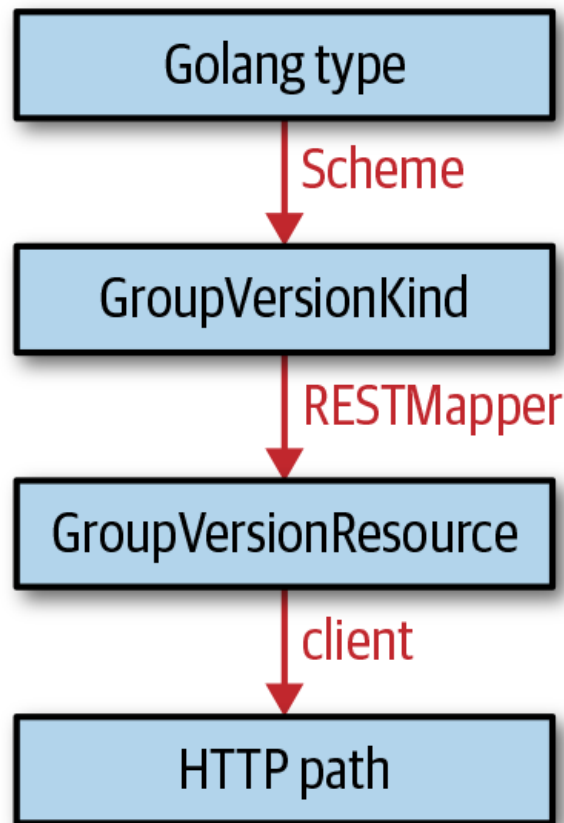 Golang type
Scheme
GroupVersionKind
RESTMapper
GroupVersionResource
client
HTTP path